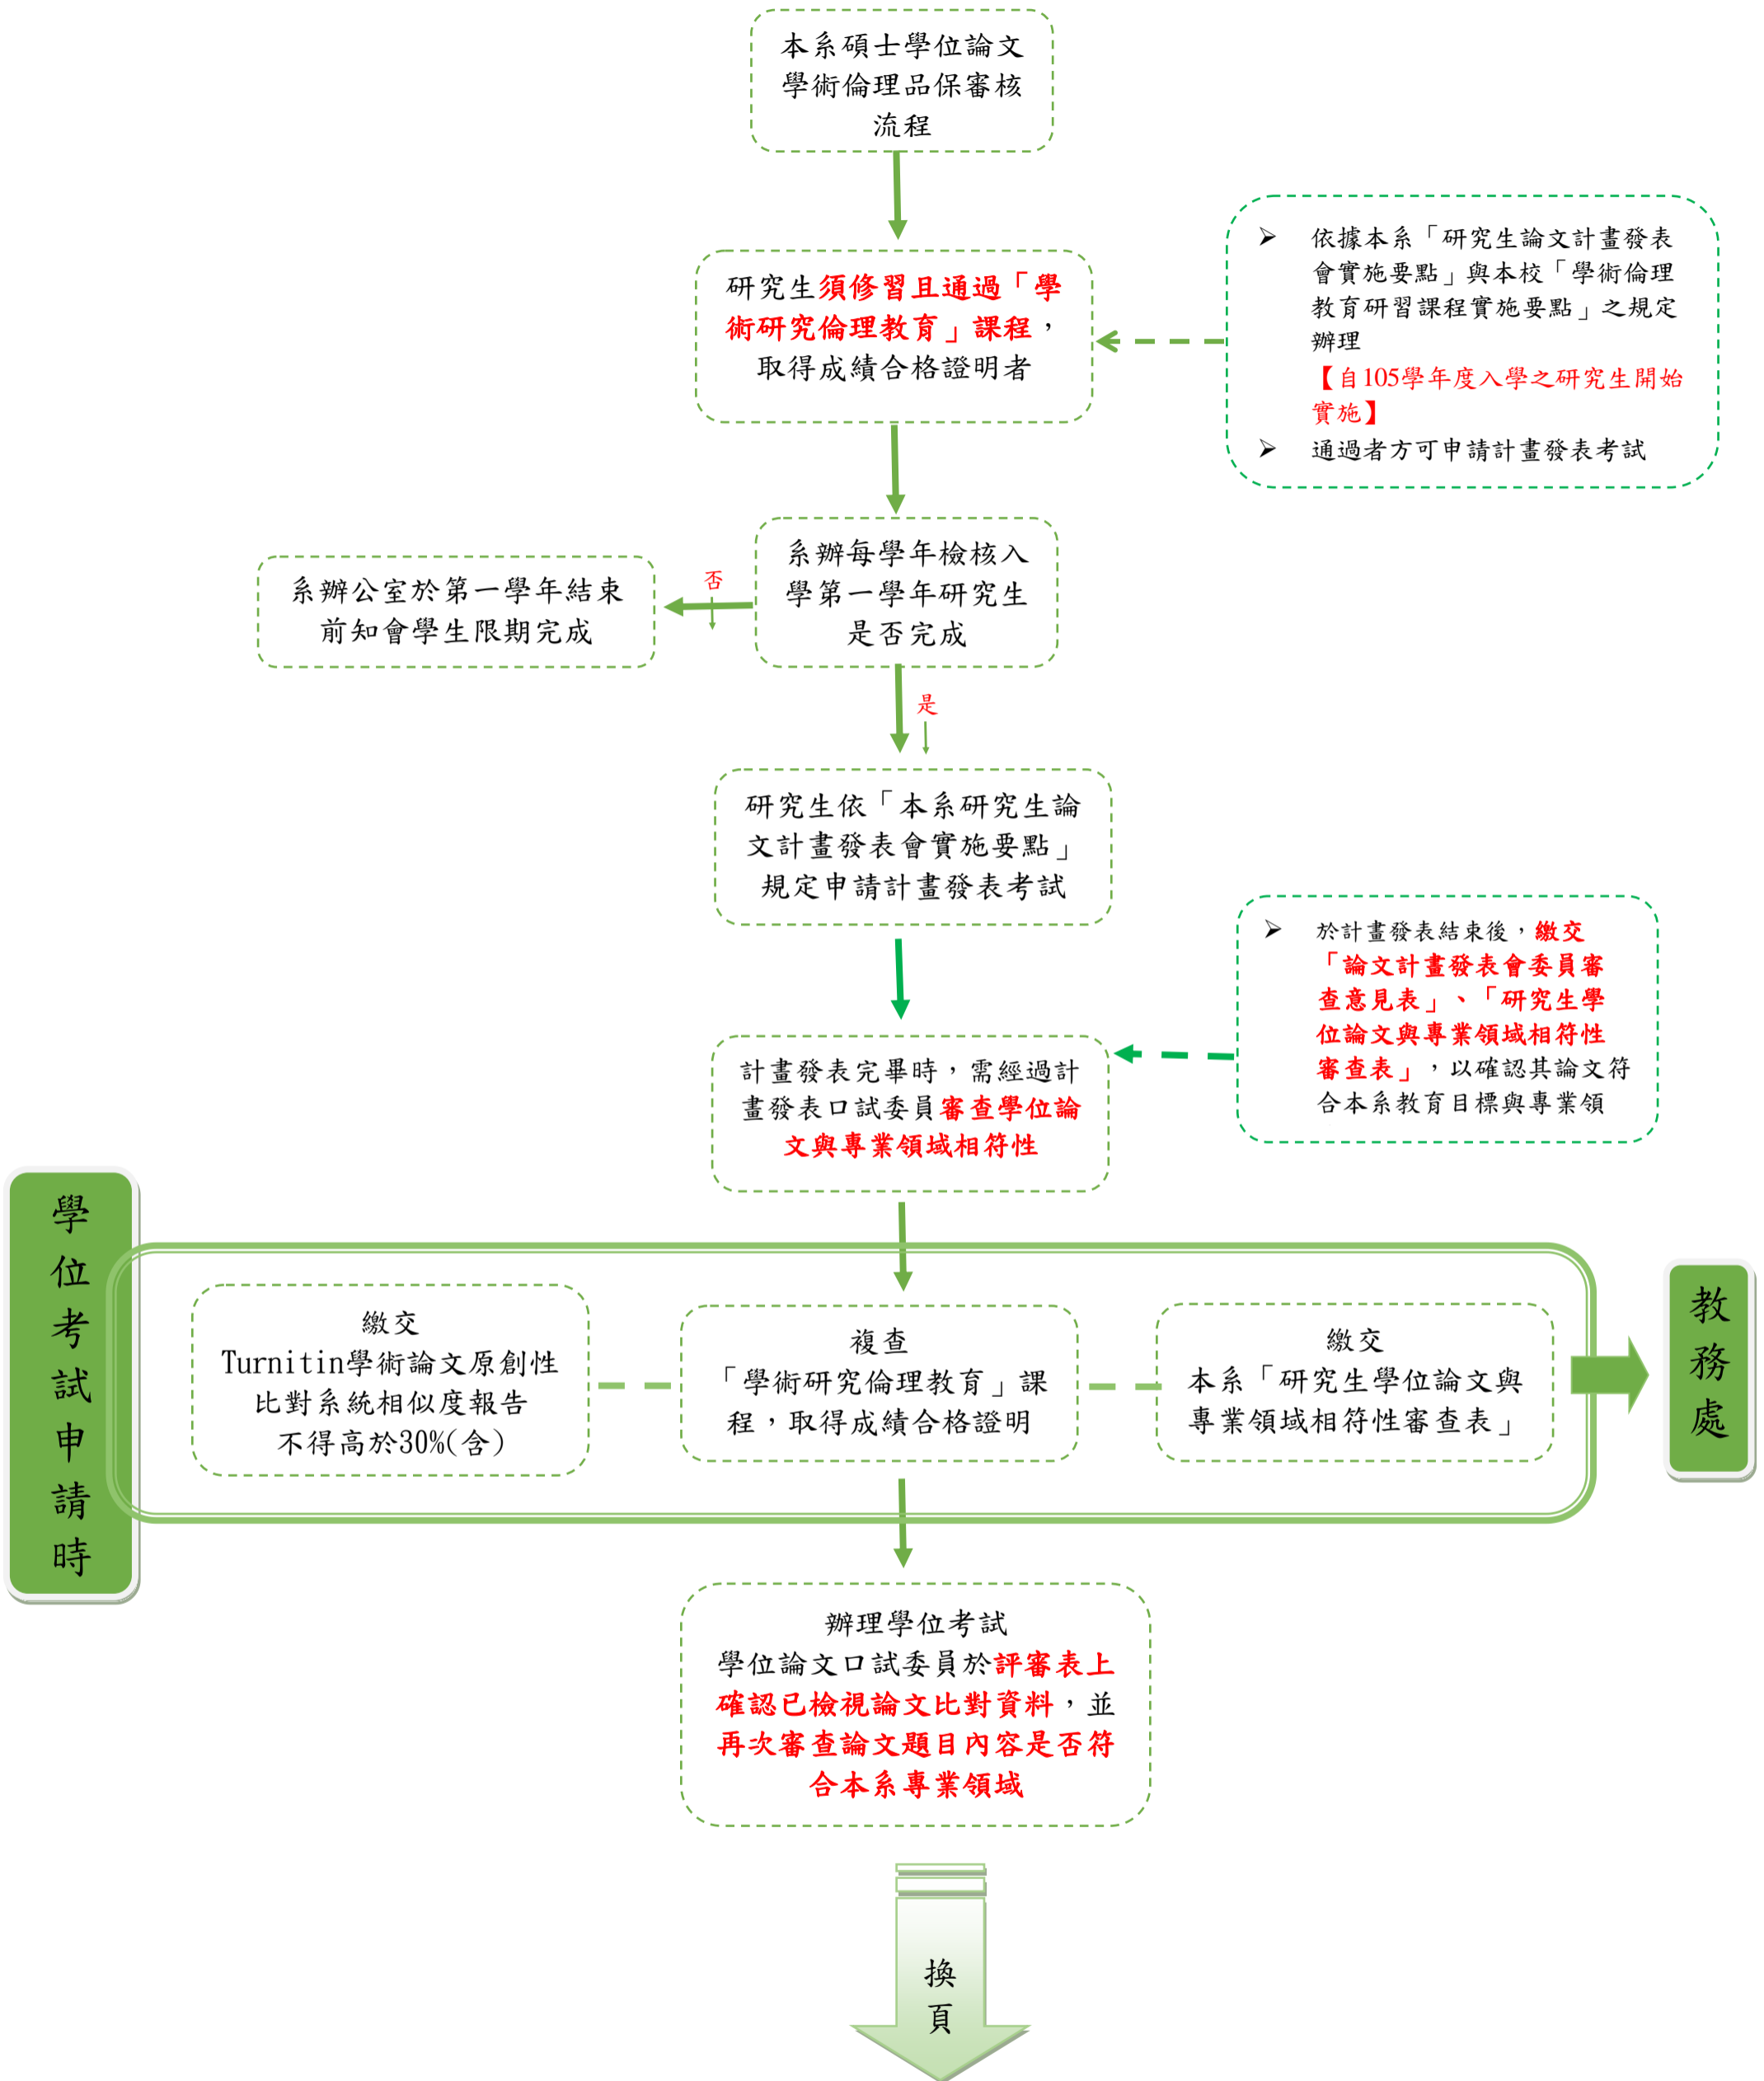 本系碩士學位論文
學術倫理品保審核
流程
研究生須修習且通過「學
術研究倫理教育」課程，
取得成績合格證明者
➢ 依據本系「研究生論文計畫發表
會實施要點」與本校「學術倫理
教育研習課程實施要點」之規定
辦理
【自105學年度入學之研究生開始
實施】
➢ 通過者方可申請計畫發表考試
系辦每學年檢核入
學第一學年研究生
是否完成
否
系辦公室於第一學年結束
前知會學生限期完成
是
研究生依「本系研究生論
文計畫發表會實施要點」
規定申請計畫發表考試
➢ 於計畫發表結束後，繳交
「論文計畫發表會委員審
查意見表」、「研究生學
位論文與專業領域相符性
審查表」，以確認其論文符
合本系教育目標與專業領
計畫發表完畢時，需經過計
畫發表口試委員審查學位論
文與專業領域相符性
學
位
考
試
申
請
時
繳交
Turnitin學術論文原創性
比對系統相似度報告
不得高於30%(含)
複查
「學術研究倫理教育」課
程，取得成績合格證明
繳交
本系「研究生學位論文與
專業領域相符性審查表」
教
務
處
辦理學位考試
學位論文口試委員於評審表上
確認已檢視論文比對資料，並
再次審查論文題目內容是否符
合本系專業領域
換
頁